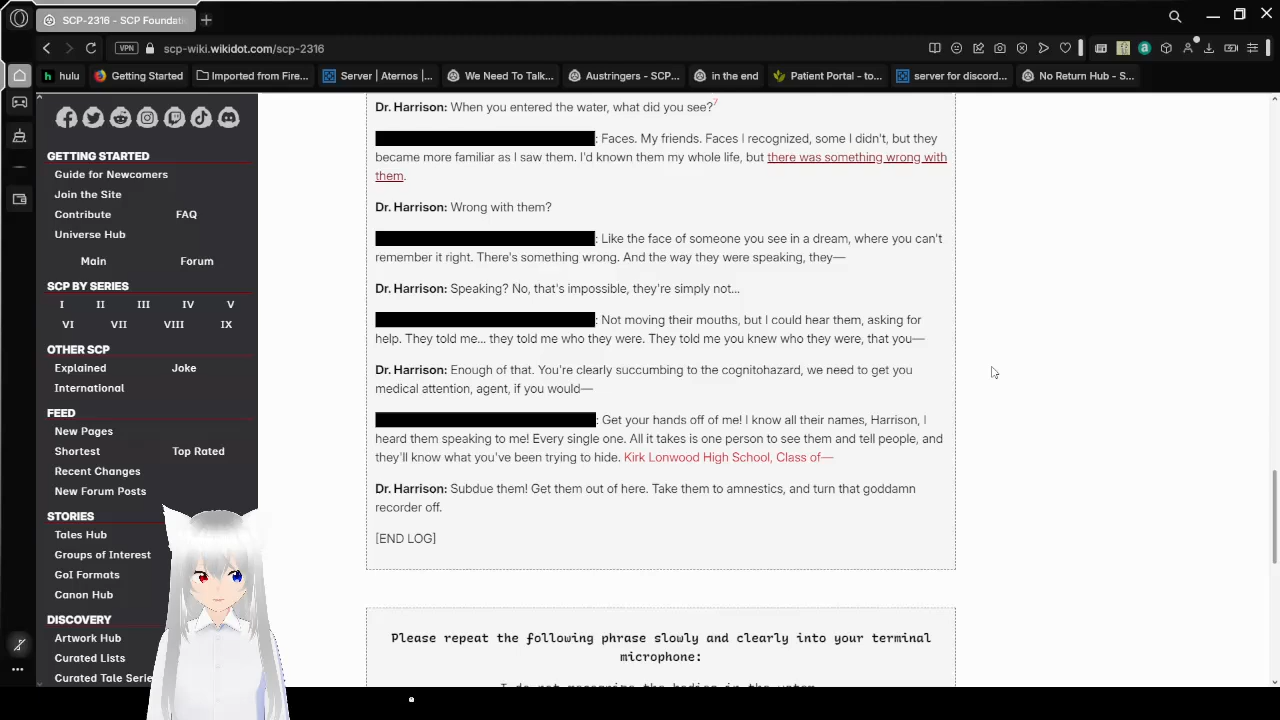 SCP-2316 - SCP Foundati
VPN scp-wiki.wikidot.com/scp-2316
hulu Getting Started Imported from Fire... Server | Aternos |... We Need To Talk... Austringers - SCP... in the end Patient Portal - to... server for discord... No Return Hub - S...
GETTING STARTED
Guide for Newcomers
Join the Site
Contribute FAQ
Universe Hub
Main Forum
SCP BY SERIES
I II III IV V
VI VII VIII IX
OTHER SCP
Explained Joke
International
FEED
New Pages
Shortest Top Rated
Recent Changes
New Forum Posts
STORIES
Tales Hub
Groups of Interest
GoI Formats
Canon Hub
DISCOVERY
Artwork Hub
Curated Lists
Curated Tale Serie
Dr. Harrison: When you entered the water, what did you see?7
: Faces. My friends. Faces I recognized, some I didn't, but they
became more familiar as I saw them. I'd known them my whole life, but there was something wrong with
them.
Dr. Harrison: Wrong with them?
: Like the face of someone you see in a dream, where you can't
remember it right. There's something wrong. And the way they were speaking, they—
Dr. Harrison: Speaking? No, that's impossible, they're simply not...
: Not moving their mouths, but I could hear them, asking for
help. They told me... they told me who they were. They told me you knew who they were, that you—
Dr. Harrison: Enough of that. You're clearly succumbing to the cognitohazard, we need to get you
medical attention, agent, if you would—
: Get your hands off of me! I know all their names, Harrison, I
heard them speaking to me! Every single one. All it takes is one person to see them and tell people, and
they'll know what you've been trying to hide. Kirk Lonwood High School, Class of—
Dr. Harrison: Subdue them! Get them out of here. Take them to amnestics, and turn that goddamn
recorder off.
[END LOG]
Please repeat the following phrase slowly and clearly into your terminal
microphone:
I do not recognize the bodies in the water